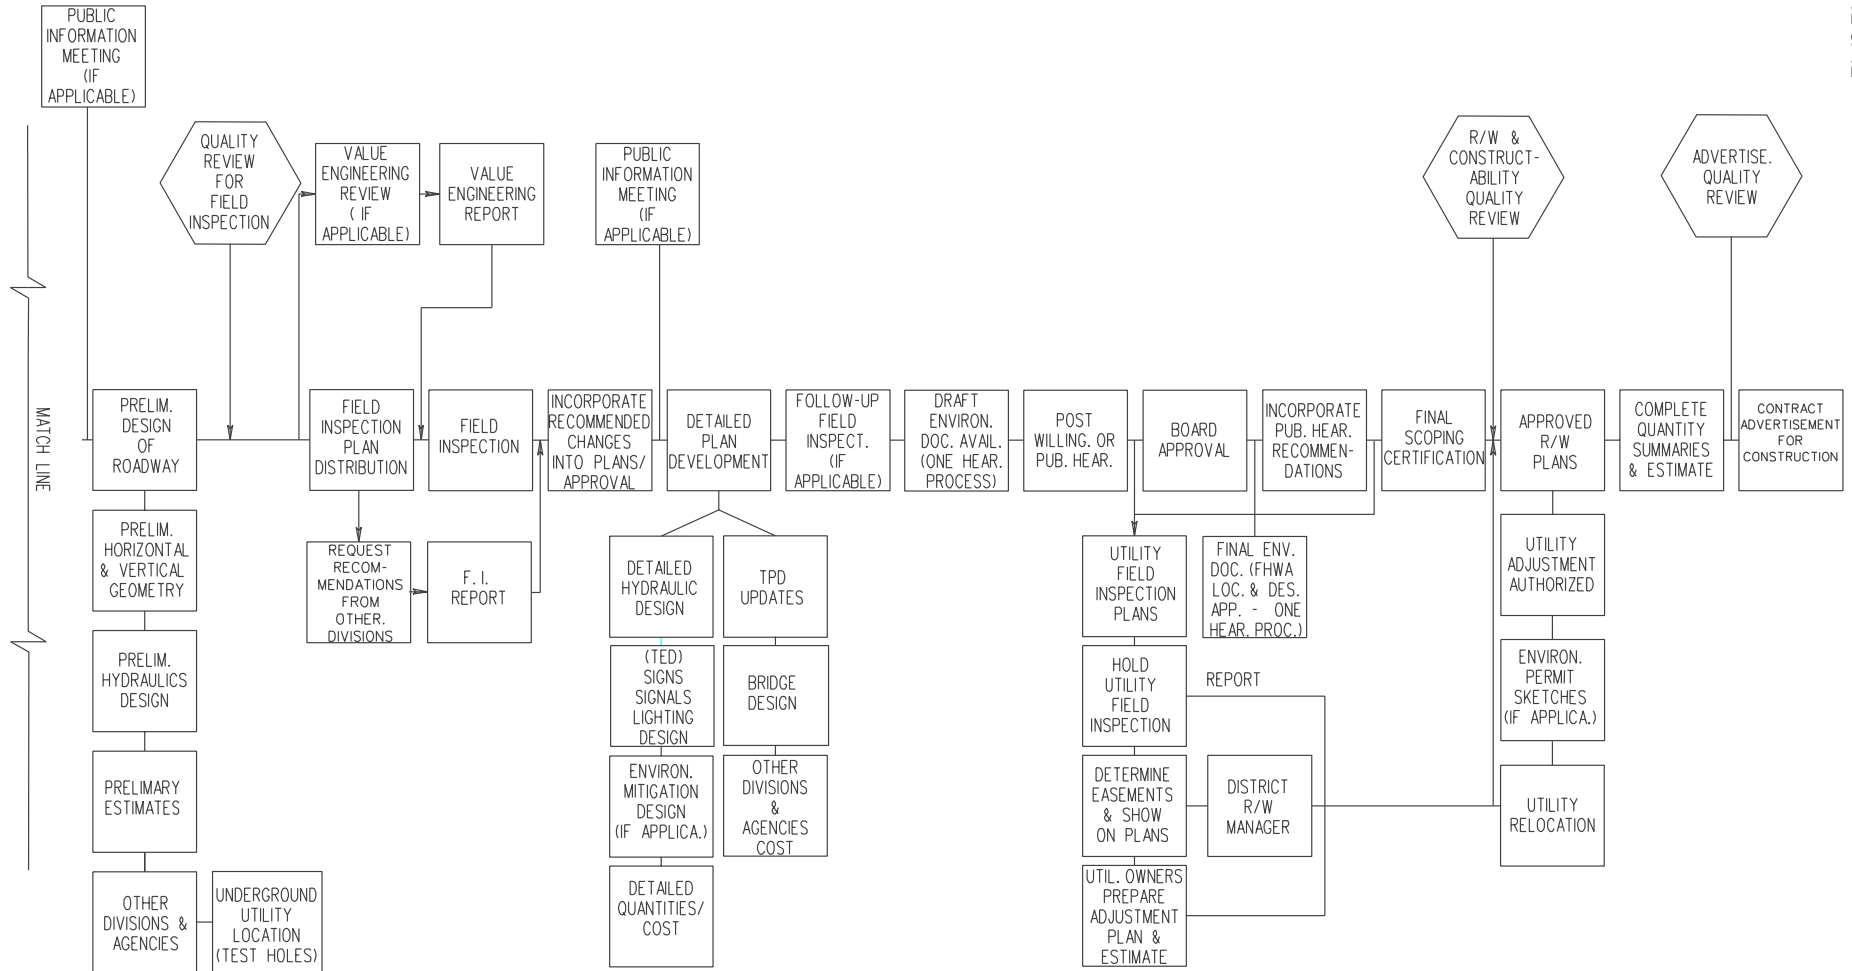 PUBLIC
INFORMATION
MEETING
(IF
APPLICABLE)
QUALITY
REVIEW
FOR
FIELD
INSPECTION
VALUE
ENGINEERING
REVIEW
( IF
APPLICABLE)
VALUE
ENGINEERING
REPORT
PUBLIC
INFORMATION
MEETING
(IF
APPLICABLE)
R/W &
CONSTRUCT-
ABILITY
QUALITY
REVIEW
ADVERTISE.
QUALITY
REVIEW
MATCH LINE
PRELIM.
DESIGN
OF
ROADWAY
FIELD
INSPECTION
PLAN
DISTRIBUTION
FIELD
INSPECTION
INCORPORATE
RECOMMENDED
CHANGES
INTO PLANS/
APPROVAL
DETAILED
PLAN
DEVELOPMENT
FOLLOW-UP
FIELD
INSPECT.
(IF
APPLICABLE)
DRAFT
ENVIRON.
DOC. AVAIL.
(ONE HEAR.
PROCESS)
POST
WILLING. OR
PUB. HEAR.
BOARD
APPROVAL
INCORPORATE
PUB. HEAR.
RECOMMEN-
DATIONS
FINAL
SCOPING
CERTIFICATION
APPROVED
R/W
PLANS
COMPLETE
QUANTITY
SUMMARIES
& ESTIMATE
CONTRACT
ADVERTISEMENT
FOR
CONSTRUCTION
PRELIM.
HORIZONTAL
& VERTICAL
GEOMETRY
REQUEST
RECOM-
MENDATIONS
FROM
OTHER.
DIVISIONS
F. I.
REPORT
DETAILED
HYDRAULIC
DESIGN
TPD
UPDATES
UTILITY
FIELD
INSPECTION
PLANS
FINAL ENV.
DOC. (FHWA
LOC. & DES.
APP. - ONE
HEAR. PROC.)
UTILITY
ADJUSTMENT
AUTHORIZED
PRELIM.
HYDRAULICS
DESIGN
(TED)
SIGNS
SIGNALS
LIGHTING
DESIGN
BRIDGE
DESIGN
HOLD
UTILITY
FIELD
INSPECTION
REPORT
ENVIRON.
PERMIT
SKETCHES
(IF APPLICA.)
PRELIMARY
ESTIMATES
ENVIRON.
MITIGATION
DESIGN
(IF APPLICA.)
OTHER
DIVISIONS
&
AGENCIES
COST
DETERMINE
EASEMENTS
& SHOW
ON PLANS
DISTRICT
R/W
MANAGER
UTILITY
RELOCATION
OTHER
DIVISIONS &
AGENCIES
UNDERGROUND
UTILITY
LOCATION
(TEST HOLES)
DETAILED
QUANTITIES/
COST
UTIL. OWNERS
PREPARE
ADJUSTMENT
PLAN &
ESTIMATE